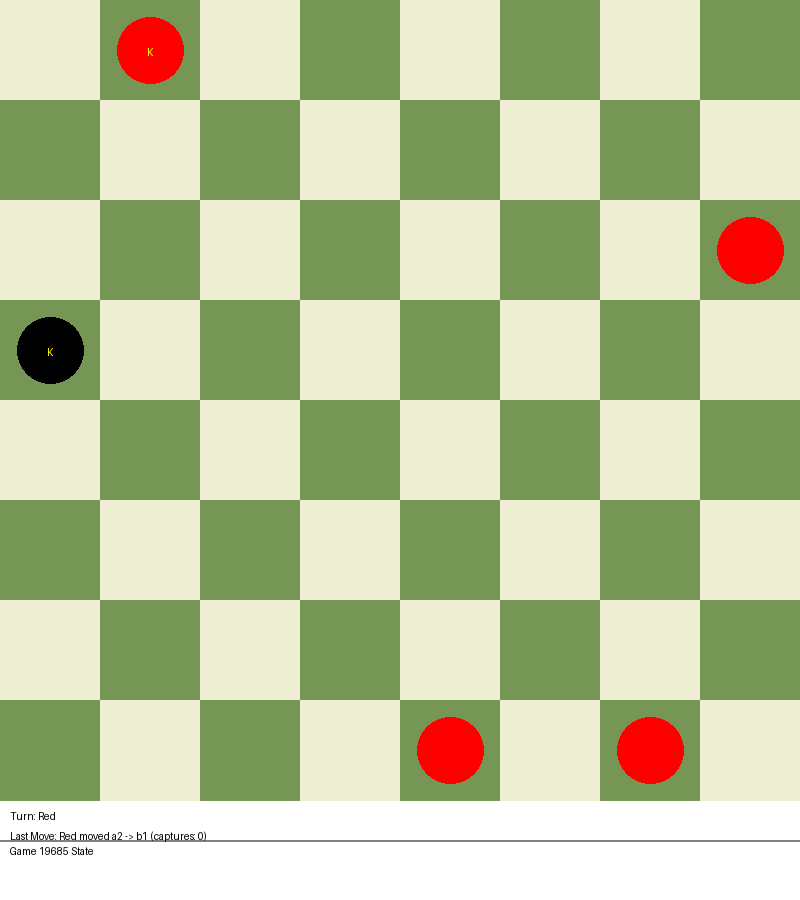 K
K
Turn: Red
Last Move: Red moved a2 -> b1 (captures: 0)
Game 19685 State